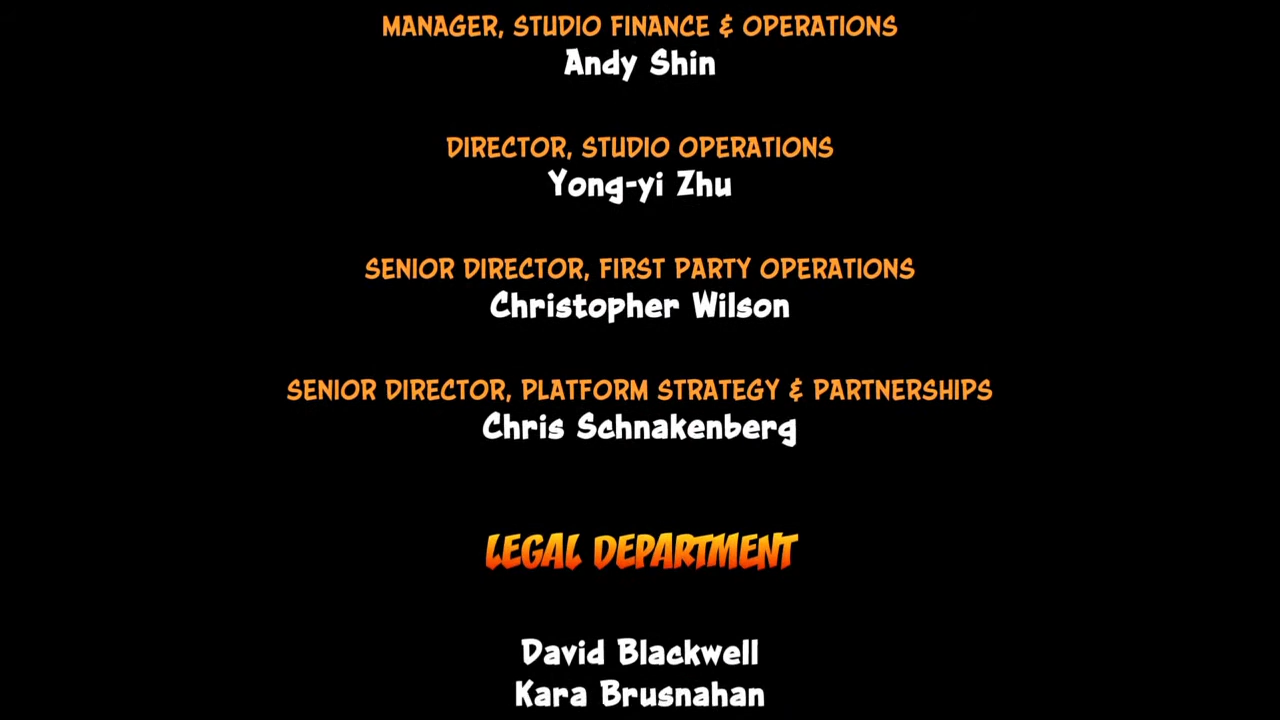 MANAGER, STUDIO FINANCE & OPERATIONS
Andy Shin
DIRECTOR, STUDIO OPERATIONS
Yong-yi Zhu
SENIOR DIRECTOR, FIRST PARTY OPERATIONS
Christopher Wilson
SENIOR DIRECTOR, PLATFORM STRATEGY & PARTNERSHIPS
Chris Schnakenberg
LEGAL DEPARTMENT
David Blackwell
Kara Brusnahan